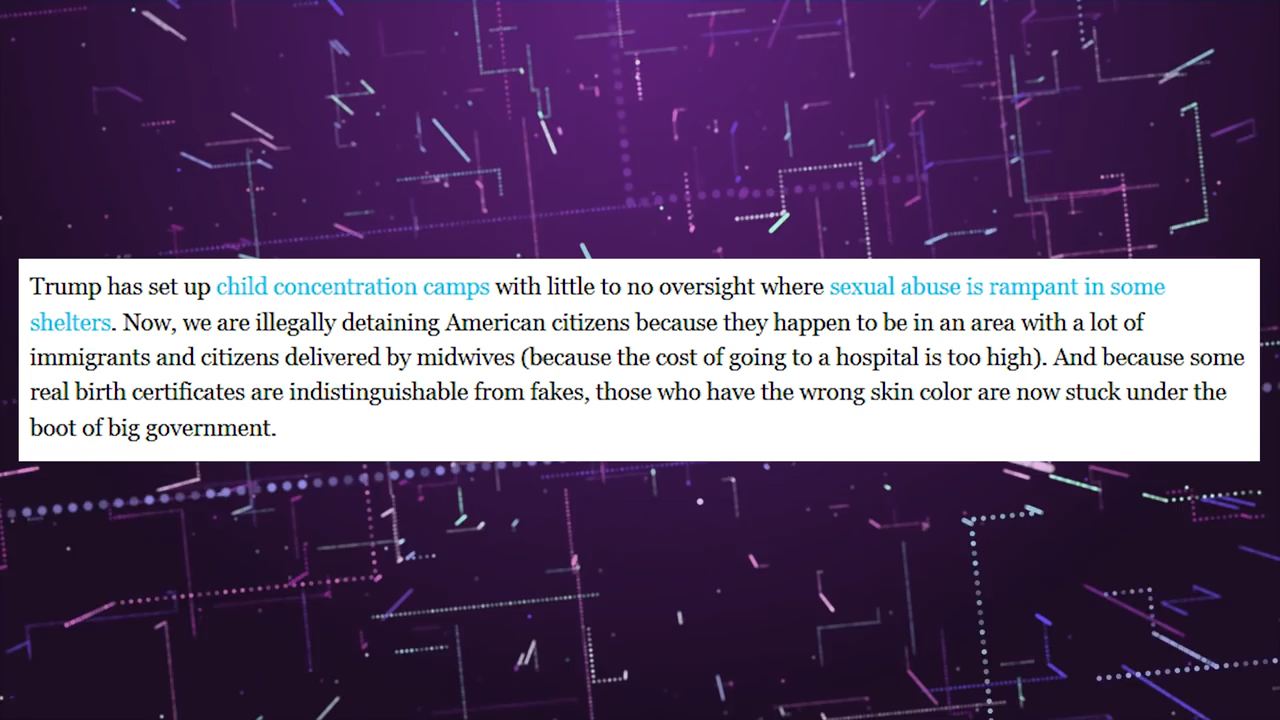 Trump has set up child concentration camps with little to no oversight where sexual abuse is rampant in some
shelters. Now, we are illegally detaining American citizens because they happen to be in an area with a lot of
immigrants and citizens delivered by midwives (because the cost of going to a hospital is too high). And because some
real birth certificates are indistinguishable from fakes, those who have the wrong skin color are now stuck under the
boot of big government.